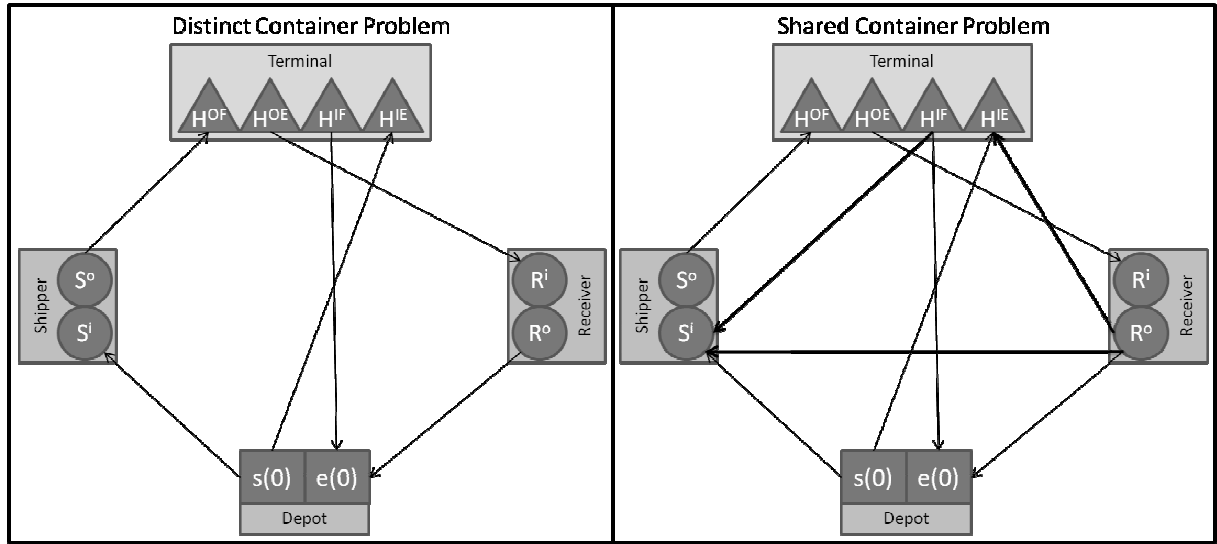 Distinct Container Problem
Terminal
H^OF H^OE H^IF H^IE
Shipper
S^o
S^i
R^i
R^o
Receiver
s(0) e(0)
Depot
Shared Container Problem
Terminal
H^OF H^OE H^IF H^IE
Shipper
S^o
S^i
R^i
R^o
Receiver
s(0) e(0)
Depot